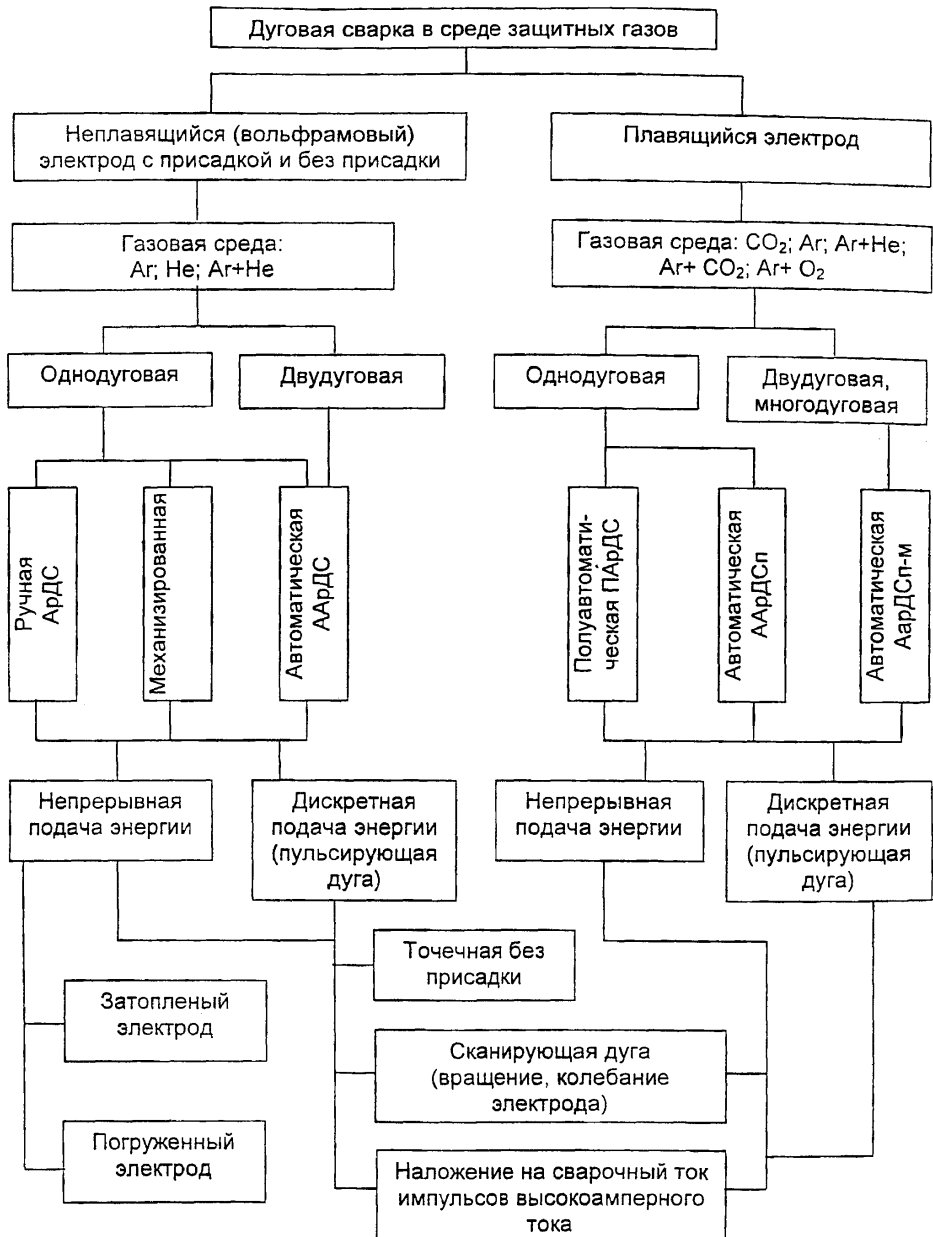 Дуговая сварка в среде защитных газов
Неплавящийся (вольфрамовый)
электрод с присадкой и без присадки
Плавящийся электрод
Газовая среда:
Ar; He; Ar+He
Газовая среда: CO₂; Ar; Ar+He;
Ar+ CO₂; Ar+ O₂
Однодуговая
Двудуговая
Однодуговая
Двудуговая,
многодуговая
Ручная
АрДС
Механизированная
Автоматическая
ААрДС
Полуавтомати-
ческая ПАрДС
Автоматическая
ААрДСп
Автоматическая
АарДСп-м
Непрерывная
подача энергии
Дискретная
подача энергии
(пульсирующая
дуга)
Непрерывная
подача энергии
Дискретная
подача энергии
(пульсирующая
дуга)
Точечная без
присадки
Затопленый
электрод
Сканирующая дуга
(вращение, колебание
электрода)
Погруженный
электрод
Наложение на сварочный ток
импульсов высокоамперного
тока